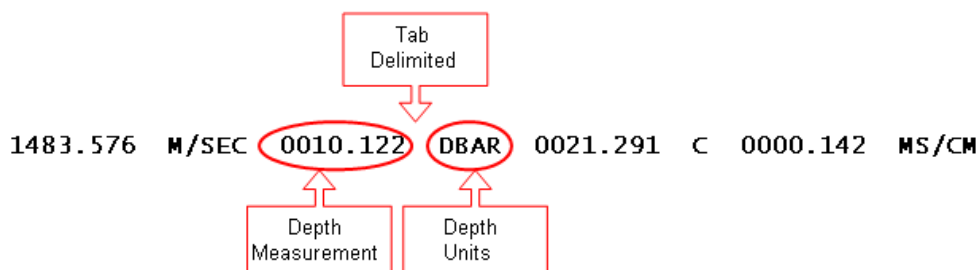 Tab
Delimited
1483.576 M/SEC 0010.122 DBAR 0021.291 C 0000.142 MS/CM
Depth
Measurement
Depth
Units